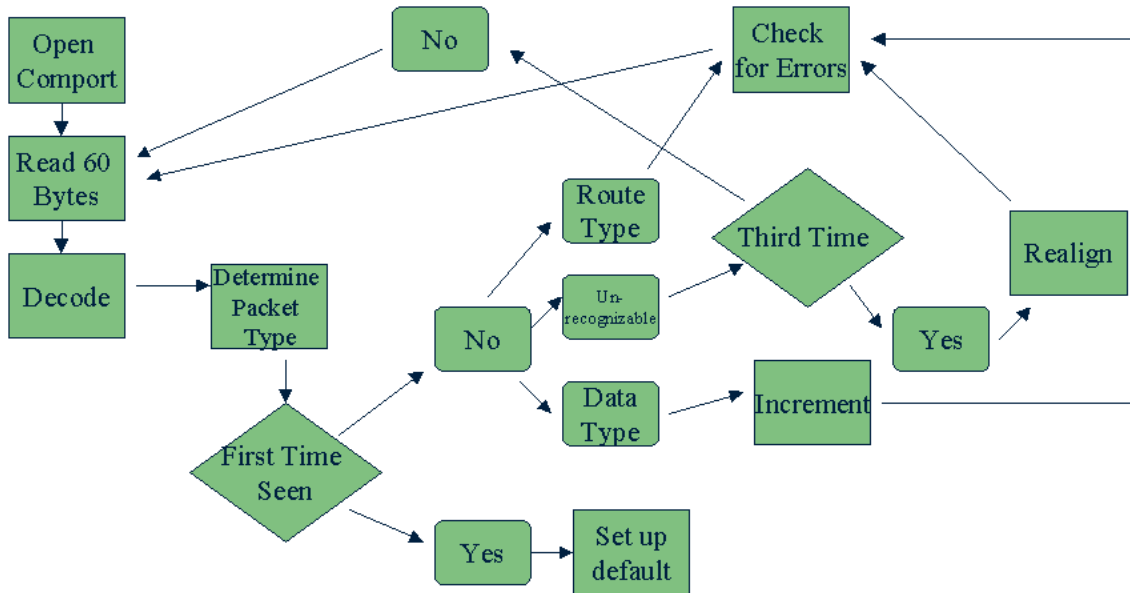 Open
Comport
No
Check
for Errors
Read 60
Bytes
Route
Type
Third Time
Realign
Decode
Determine
Packet
Type
Un-
recognizable
No
Yes
Data
Type
Increment
First Time
Seen
Yes
Set up
default